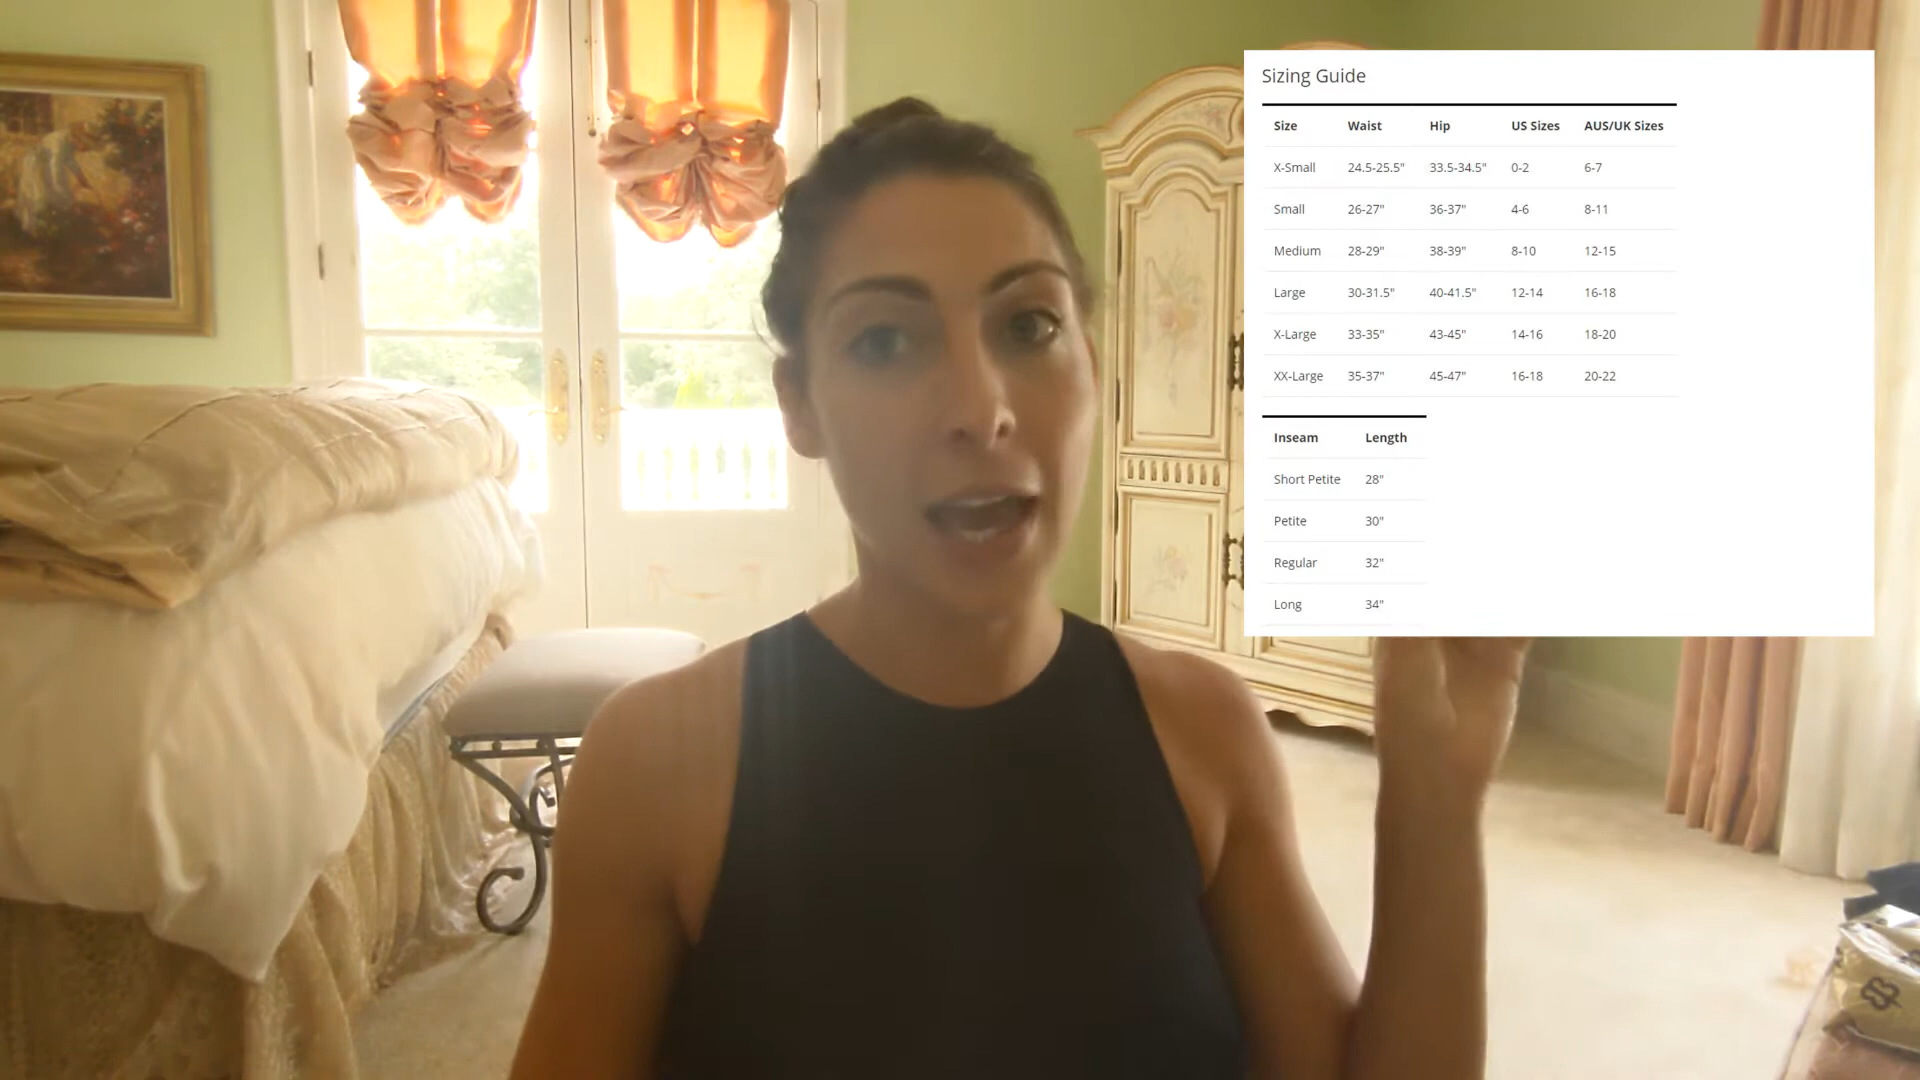 Sizing Guide
Size Waist Hip US Sizes AUS/UK Sizes
X-Small 24.5-25.5" 33.5-34.5" 0-2 6-7
Small 26-27" 36-37" 4-6 8-11
Medium 28-29" 38-39" 8-10 12-15
Large 30-31.5" 40-41.5" 12-14 16-18
X-Large 33-35" 43-45" 14-16 18-20
XX-Large 35-37" 45-47" 16-18 20-22
Inseam Length
Short Petite 28"
Petite 30"
Regular 32"
Long 34"